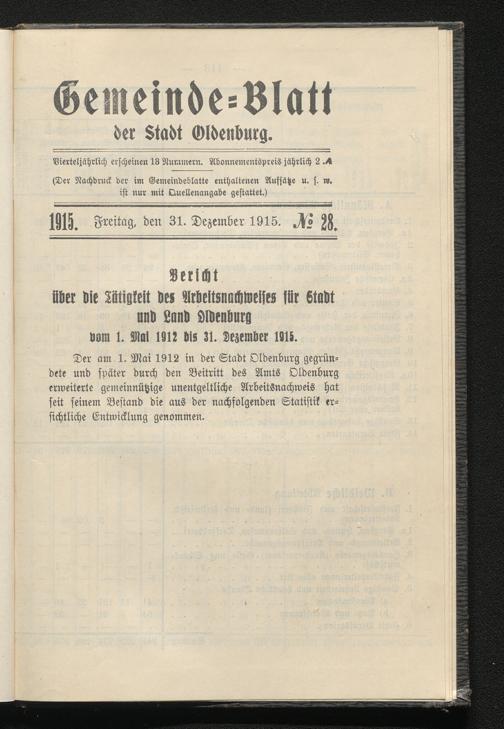 Gemeinde=Blatt
der Stadt Oldenburg.
Vierteljährlich erscheinen 13 Nummern. Abonnementspreis jährlich 2 ℳ
(Der Nachdruck der im Gemeindeblatte enthaltenen Aufsätze u. s. w.
ist nur mit Quellenangabe gestattet.)
1915. Freitag, den 31. Dezember 1915. № 28.
Bericht
über die Tätigkeit des Arbeitsnachweises für Stadt
und Land Oldenburg
vom 1. Mai 1912 bis 31. Dezember 1915.
Der am 1. Mai 1912 in der Stadt Oldenburg gegrün-
dete und später durch den Beitritt des Amts Oldenburg
erweiterte gemeinnützige unentgeltliche Arbeitsnachweis hat
seit seinem Bestand die aus der nachfolgenden Statistik er-
sichtliche Entwicklung genommen.